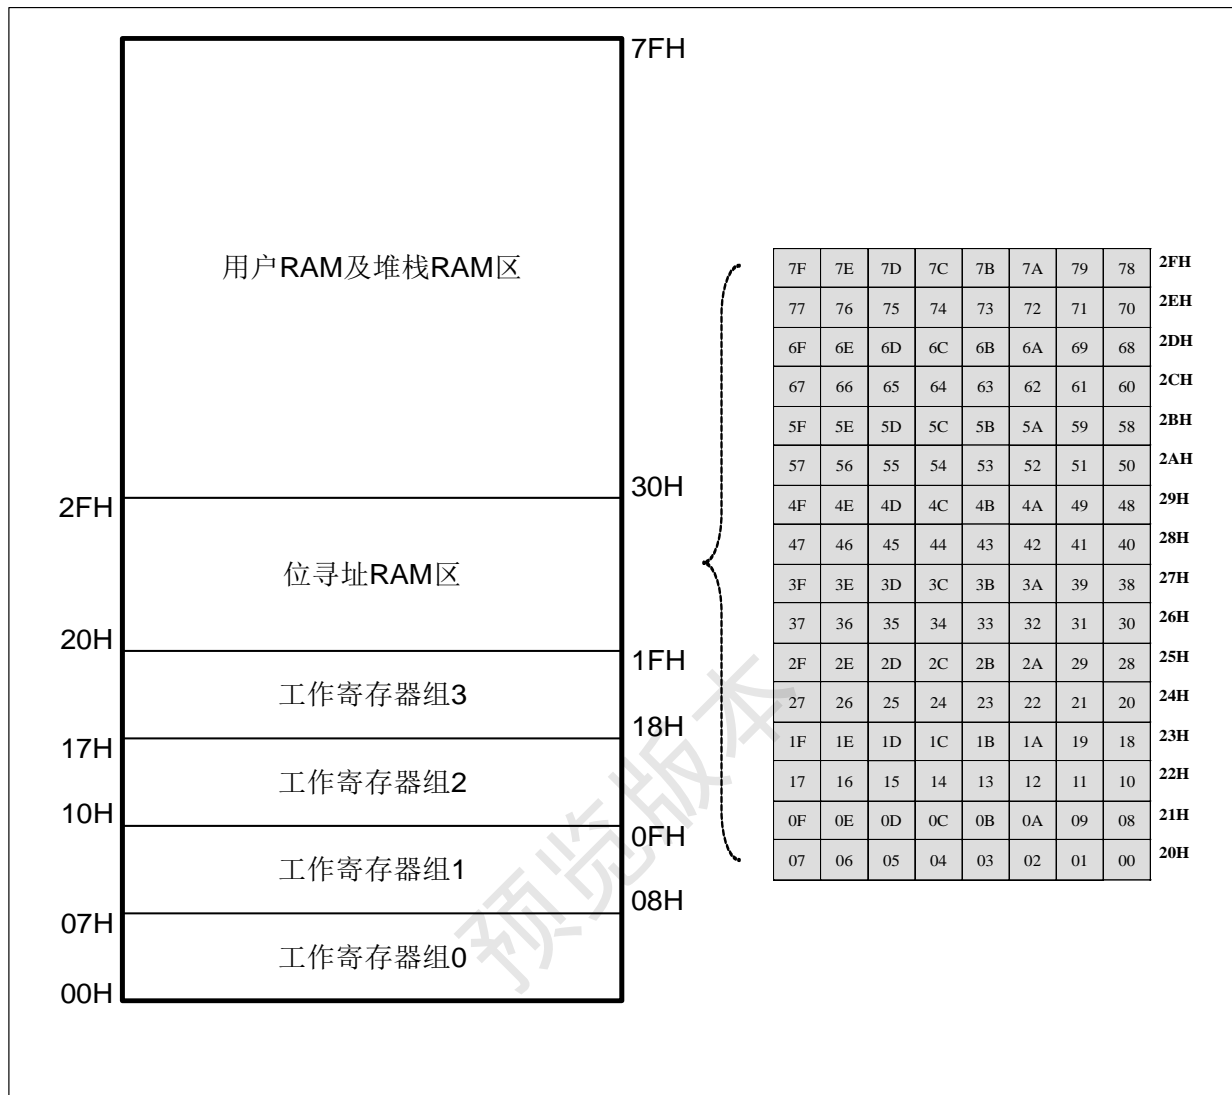 7FH
用户RAM及堆栈RAM区
30H
2FH
位寻址RAM区
20H
1FH
工作寄存器组3
18H
17H
工作寄存器组2
10H
0FH
工作寄存器组1
08H
07H
工作寄存器组0
00H
7F 7E 7D 7C 7B 7A 79 78 2FH
77 76 75 74 73 72 71 70 2EH
6F 6E 6D 6C 6B 6A 69 68 2DH
67 66 65 64 63 62 61 60 2CH
5F 5E 5D 5C 5B 5A 59 58 2BH
57 56 55 54 53 52 51 50 2AH
4F 4E 4D 4C 4B 4A 49 48 29H
47 46 45 44 43 42 41 40 28H
3F 3E 3D 3C 3B 3A 39 38 27H
37 36 35 34 33 32 31 30 26H
2F 2E 2D 2C 2B 2A 29 28 25H
27 26 25 24 23 22 21 20 24H
1F 1E 1D 1C 1B 1A 19 18 23H
17 16 15 14 13 12 11 10 22H
0F 0E 0D 0C 0B 0A 09 08 21H
07 06 05 04 03 02 01 00 20H
预览版本